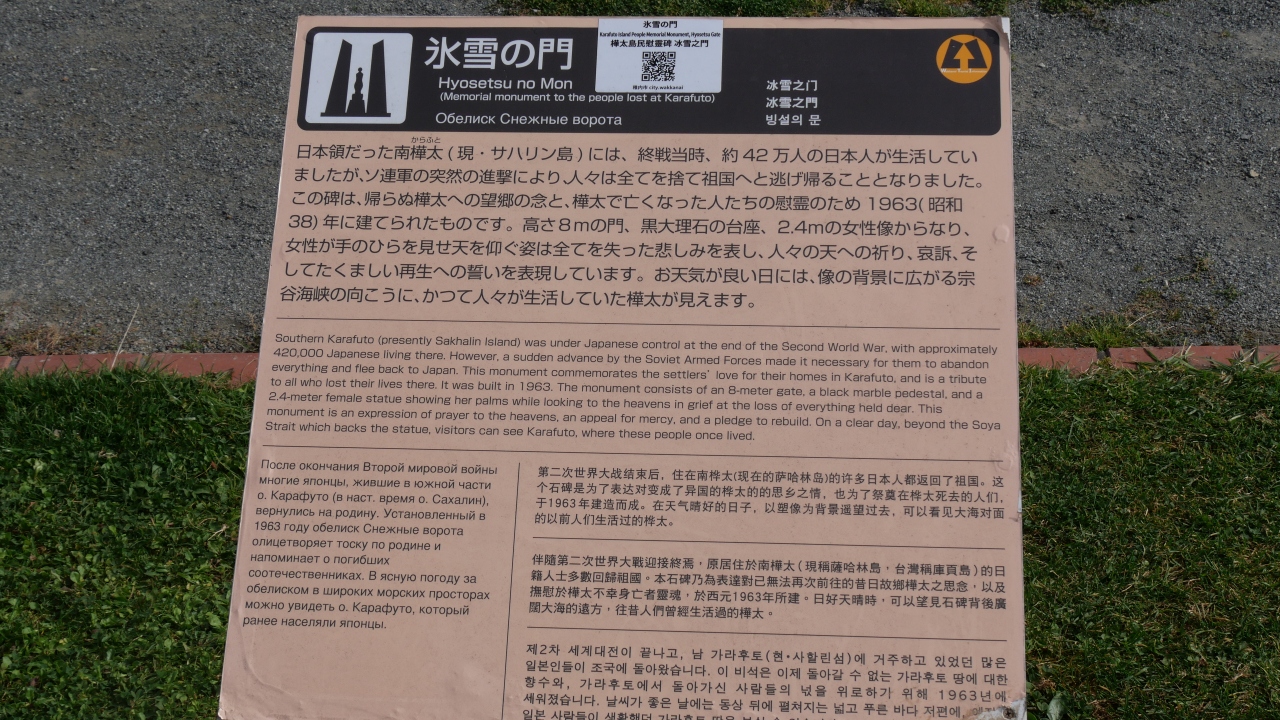 氷雪の門
Karafuto Island People Memorial Monument, Hyosetsu Gate
樺太島民慰靈碑 冰雪之門
稚内市 city.wakkanai
氷雪の門
Hyosetsu no Mon
(Memorial monument to the people lost at Karafuto)
Обелиск Снежные ворота
冰雪之门
冰雪之門
빙설의 문
からふと
日本領だった南樺太 ( 現・サハリン島 ) には、終戦当時、約 42 万人の日本人が生活してい
ましたが、ソ連軍の突然の進撃により、人々は全てを捨て祖国へと逃げ帰ることとなりました。
この碑は、帰らぬ樺太への望郷の念と、樺太で亡くなった人たちの慰霊のため 1963( 昭和
38) 年に建てられたものです。高さ8mの門、黒大理石の台座、2.4mの女性像からなり、
女性が手のひらを見せ天を仰ぐ姿は全てを失った悲しみを表し、人々の天への祈り、哀訴、そ
してたくましい再生への誓いを表現しています。お天気が良い日には、像の背景に広がる宗
谷海峡の向こうに、かつて人々が生活していた樺太が見えます。
Southern Karafuto (presently Sakhalin Island) was under Japanese control at the end of the Second World War, with approximately
420,000 Japanese living there. However, a sudden advance by the Soviet Armed Forces made it necessary for them to abandon
everything and flee back to Japan. This monument commemorates the settlers' love for their homes in Karafuto, and is a tribute
to all who lost their lives there. It was built in 1963. The monument consists of an 8-meter gate, a black marble pedestal, and a
2.4-meter female statue showing her palms while looking to the heavens in grief at the loss of everything held dear. This
monument is an expression of prayer to the heavens, an appeal for mercy, and a pledge to rebuild. On a clear day, beyond the Soya
Strait which backs the statue, visitors can see Karafuto, where these people once lived.
После окончания Второй мировой войны
многие японцы, жившие в южной части
о. Карафуто (в наст. время о. Сахалин),
вернулись на родину. Установленный в
1963 году обелиск Снежные ворота
олицетворяет тоску по родине и
напоминает о погибших
соотечественниках. В ясную погоду за
обелиском в широких морских просторах
можно увидеть о. Карафуто, который
ранее населяли японцы.
第二次世界大战结束后，住在南桦太(现在的萨哈林岛)的许多日本人都返回了祖国。这
个石碑是为了表达对变成了异国的桦太的的思乡之情，也为了祭奠在桦太死去的人们，
于1963年建造而成。在天气晴好的日子，以塑像为背景遥望过去，可以看见大海对面
的以前人们生活过的桦太。
伴隨第二次世界大戰迎接終焉，原居住於南樺太（現稱薩哈林島，台灣稱庫頁島）的日
籍人士多數回歸祖國。本石碑乃為表達對已無法再次前往的昔日故鄉樺太之思念，以及
撫慰於樺太不幸身亡者靈魂，於西元1963年所建。日好天晴時，可以望見石碑背後廣
闊大海的遠方，往昔人們曾經生活過的樺太。
제2차 세계대전이 끝나고, 남 가라후토(현·사할린섬)에 거주하고 있었던 많은
일본인들이 조국에 돌아왔습니다. 이 비석은 이제 돌아갈 수 없는 가라후토 땅에 대한
향수와, 가라후토에서 돌아가신 사람들의 넋을 위로하기 위해 1963년에
세워졌습니다. 날씨가 좋은 날에는 동상 뒤에 펼쳐지는 넓고 푸른 바다 저편에,
일본 사람들이 생활했던 가라후토 땅을